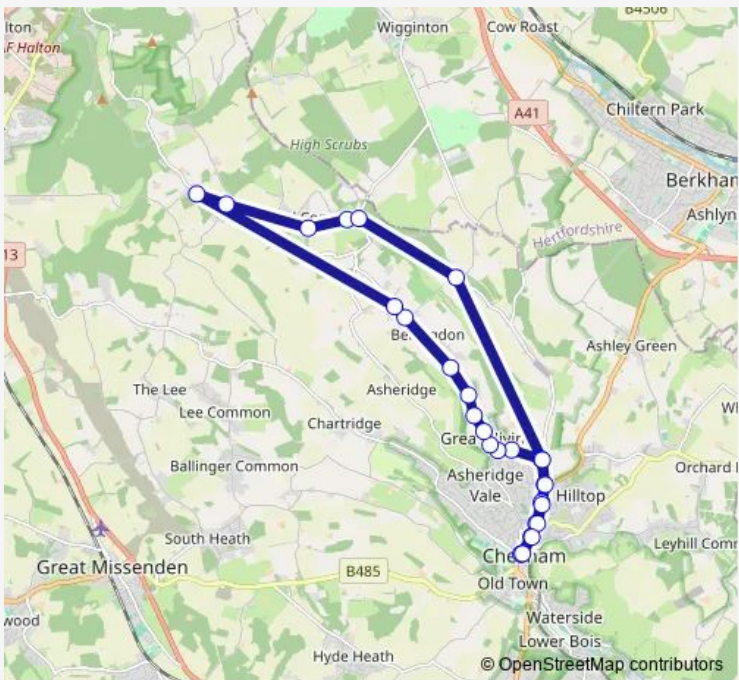 B4506
lton
Wigginton
Cow Roast
F Halton
A41
Chiltern Park
High Scrubs
Berkham
Ashlyn
Hertfordshire
13
Ashley Green
The Lee
Asheridge
Lee Common
Chartridge
Ballinger Common
Asheridge
Vale
Hilltop
Orchard
South Heath
Leyhill Com
Great Missenden
B485
Old Town
wood
Waterside
Lower Bois
Hyde Heath
© OpenStreetMap contributors